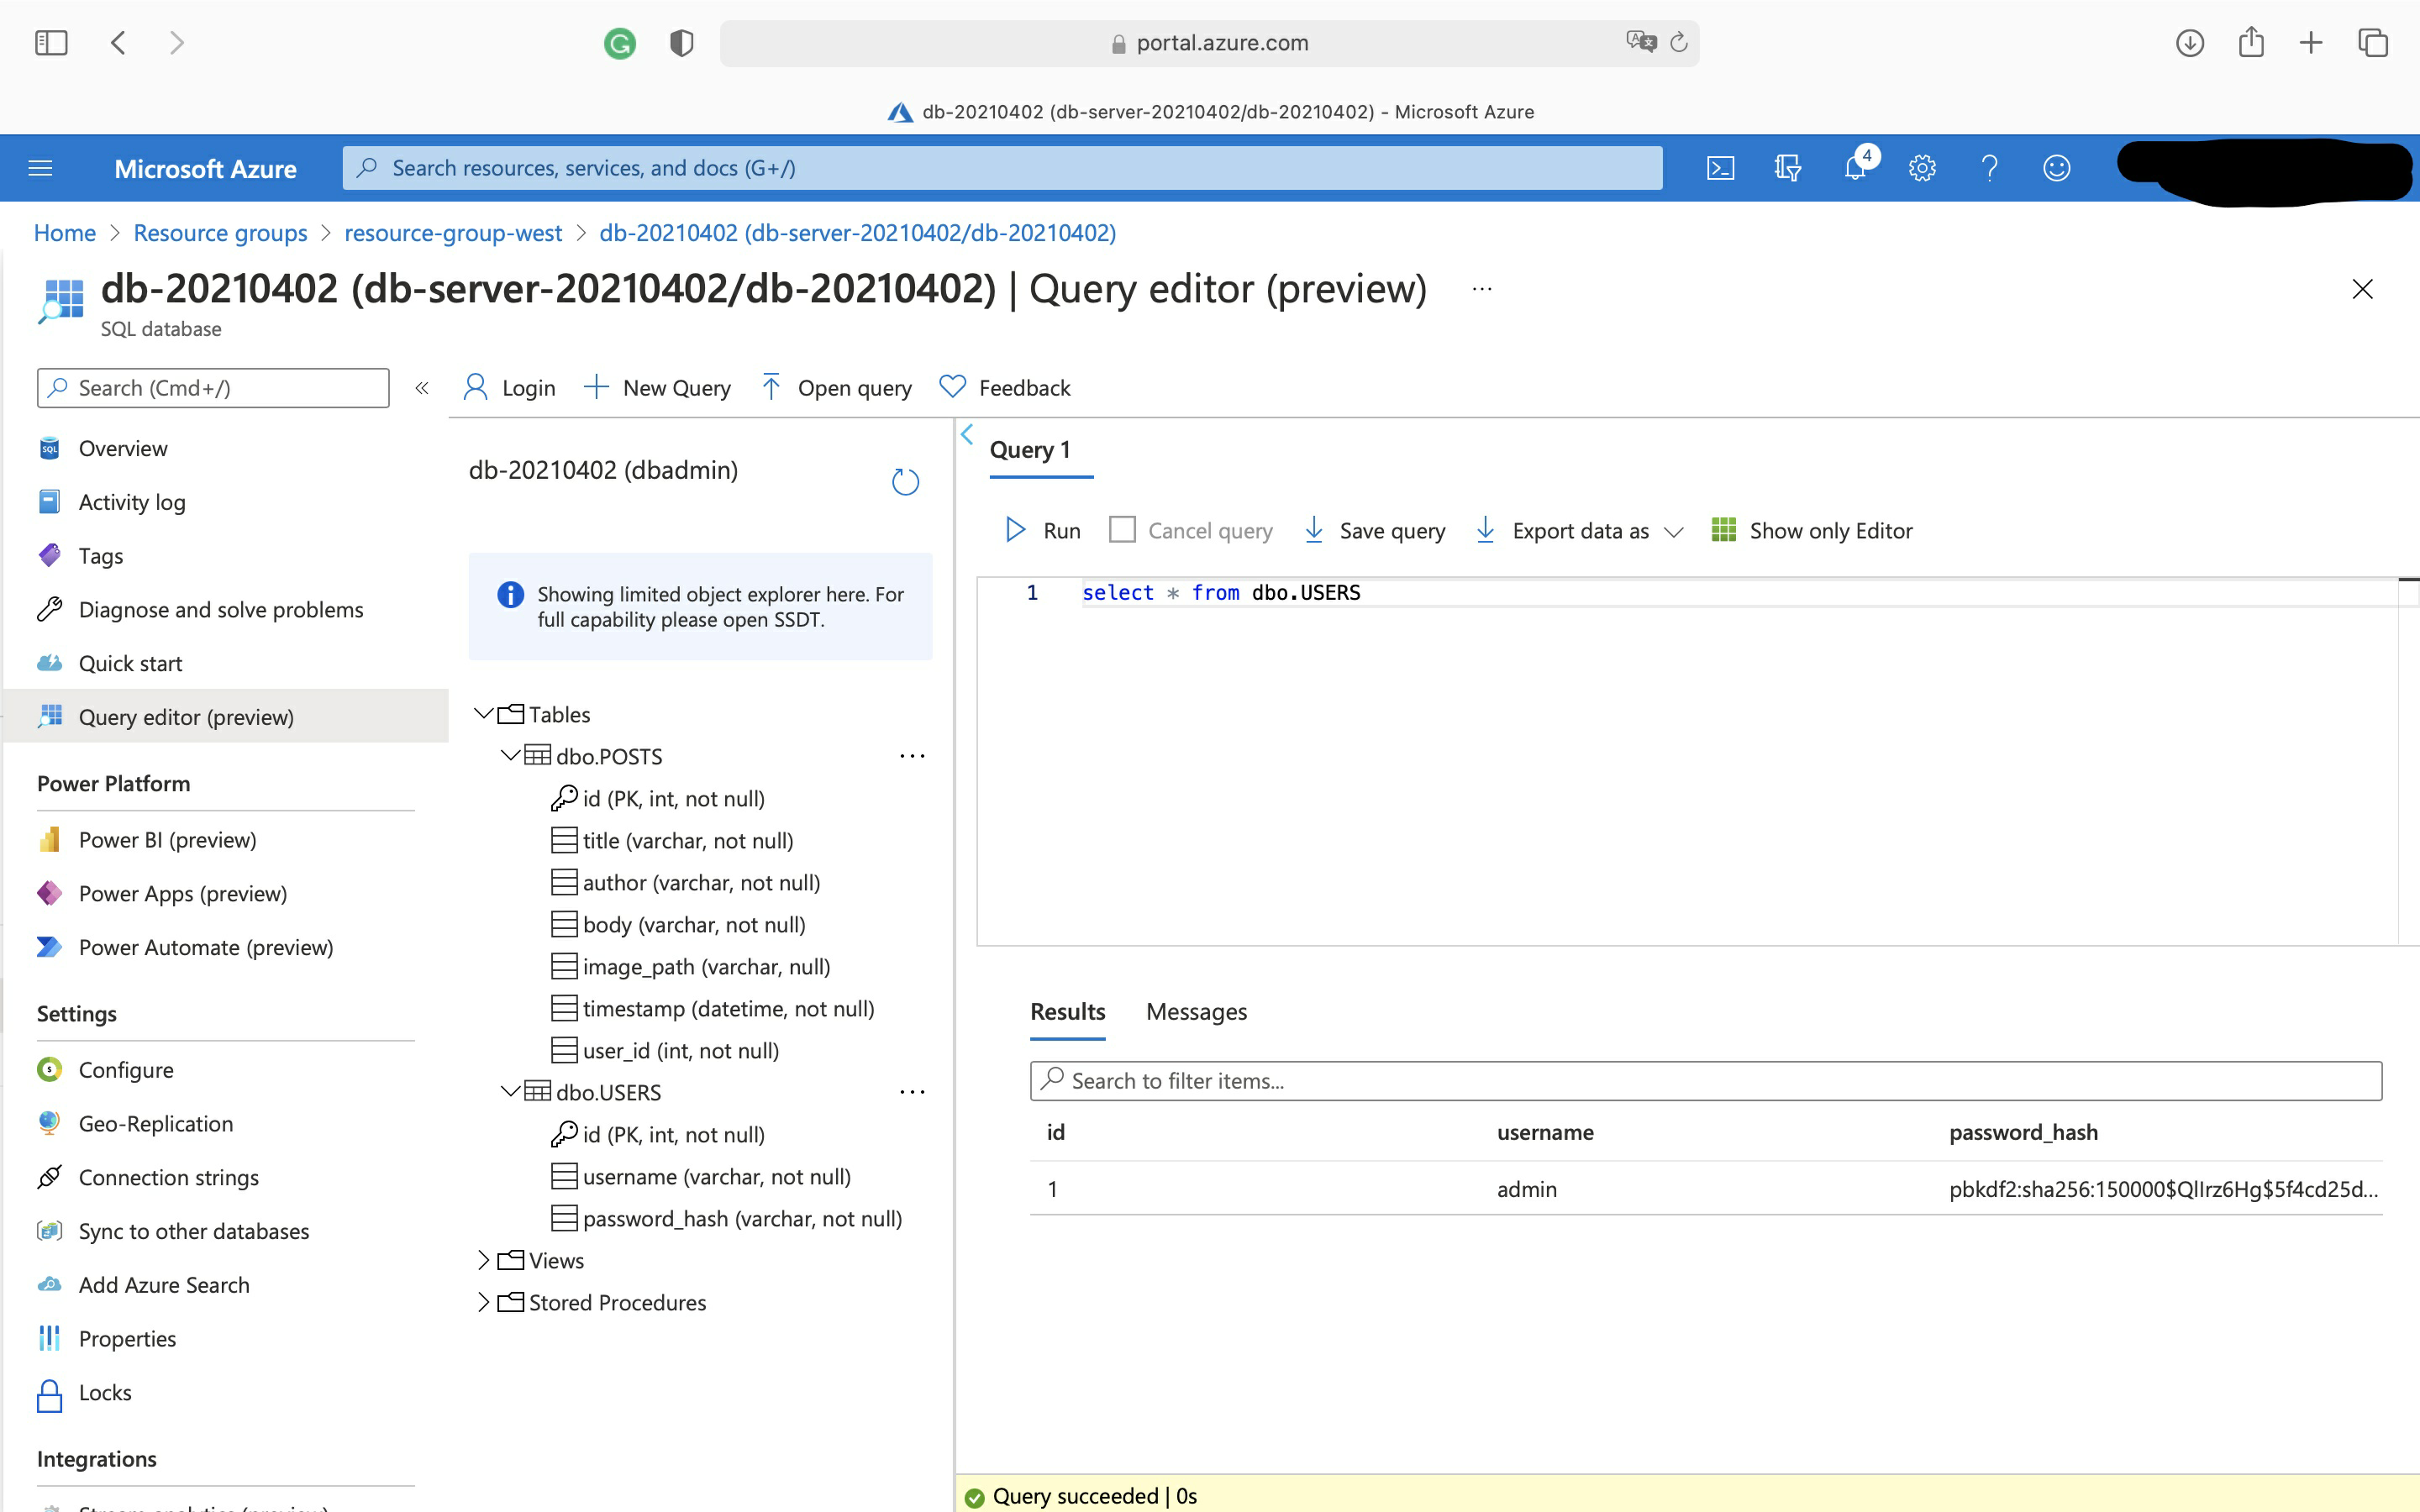 portal.azure.com
db-20210402 (db-server-20210402/db-20210402) - Microsoft Azure
Microsoft Azure
Search resources, services, and docs (G+/)
4
Home > Resource groups > resource-group-west > db-20210402 (db-server-20210402/db-20210402)
db-20210402 (db-server-20210402/db-20210402) | Query editor (preview) ...
SQL database
Search (Cmd+/)
«
Login
New Query
Open query
Feedback
Overview
Activity log
Tags
Diagnose and solve problems
Quick start
Query editor (preview)
Power Platform
Power BI (preview)
Power Apps (preview)
Power Automate (preview)
Settings
Configure
Geo-Replication
Connection strings
Sync to other databases
Add Azure Search
Properties
Locks
Integrations
db-20210402 (dbadmin)
Showing limited object explorer here. For
full capability please open SSDT.
Tables
dbo.POSTS ...
id (PK, int, not null)
title (varchar, not null)
author (varchar, not null)
body (varchar, not null)
image_path (varchar, null)
timestamp (datetime, not null)
user_id (int, not null)
dbo.USERS ...
id (PK, int, not null)
username (varchar, not null)
password_hash (varchar, not null)
Views
Stored Procedures
Query 1
Run
Cancel query
Save query
Export data as
Show only Editor
1 select * from dbo.USERS
Results
Messages
Search to filter items...
id username password_hash
1 admin pbkdf2:sha256:150000$QlIrz6Hg$5f4cd25d...
Query succeeded | 0s